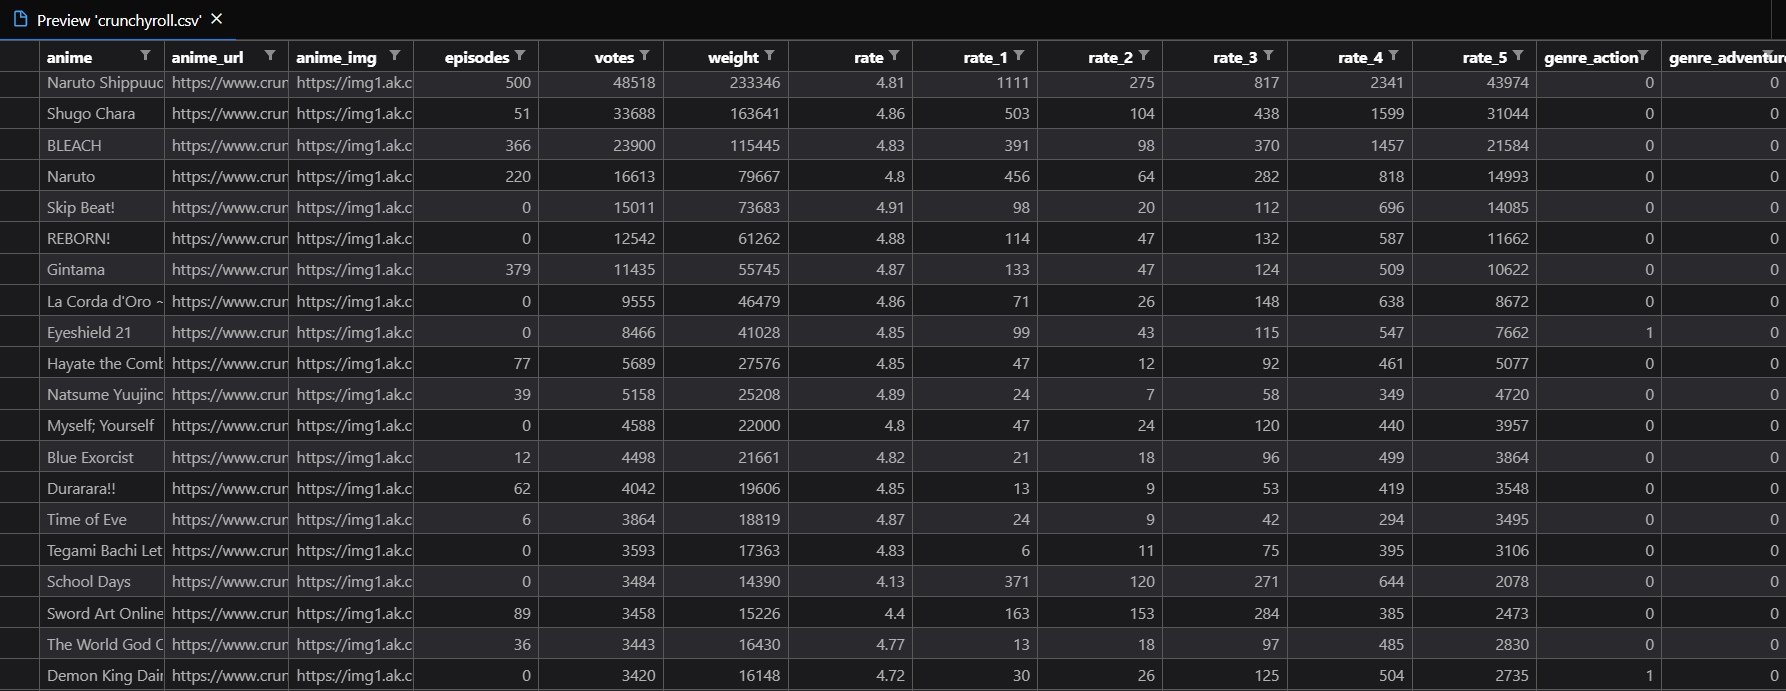 Preview 'crunchyroll.csv' ×
anime anime_url anime_img episodes votes weight rate rate_1 rate_2 rate_3 rate_4 rate_5 genre_action genre_adventure
Naruto Shippuuc https://www.crun https://img1.ak.c 500 48518 233346 4.81 1111 275 817 2341 43974 0 0
Shugo Chara https://www.crun https://img1.ak.c 51 33688 163641 4.86 503 104 438 1599 31044 0 0
BLEACH https://www.crun https://img1.ak.c 366 23900 115445 4.83 391 98 370 1457 21584 0 0
Naruto https://www.crun https://img1.ak.c 220 16613 79667 4.8 456 64 282 818 14993 0 0
Skip Beat! https://www.crun https://img1.ak.c 0 15011 73683 4.91 98 20 112 696 14085 0 0
REBORN! https://www.crun https://img1.ak.c 0 12542 61262 4.88 114 47 132 587 11662 0 0
Gintama https://www.crun https://img1.ak.c 379 11435 55745 4.87 133 47 124 509 10622 0 0
La Corda d'Oro ~ https://www.crun https://img1.ak.c 0 9555 46479 4.86 71 26 148 638 8672 0 0
Eyeshield 21 https://www.crun https://img1.ak.c 0 8466 41028 4.85 99 43 115 547 7662 1 0
Hayate the Comb https://www.crun https://img1.ak.c 77 5689 27576 4.85 47 12 92 461 5077 0 0
Natsume Yuujinc https://www.crun https://img1.ak.c 39 5158 25208 4.89 24 7 58 349 4720 0 0
Myself; Yourself https://www.crun https://img1.ak.c 0 4588 22000 4.8 47 24 120 440 3957 0 0
Blue Exorcist https://www.crun https://img1.ak.c 12 4498 21661 4.82 21 18 96 499 3864 0 0
Durarara!! https://www.crun https://img1.ak.c 62 4042 19606 4.85 13 9 53 419 3548 0 0
Time of Eve https://www.crun https://img1.ak.c 6 3864 18819 4.87 24 9 42 294 3495 0 0
Tegami Bachi Let https://www.crun https://img1.ak.c 0 3593 17363 4.83 6 11 75 395 3106 0 0
School Days https://www.crun https://img1.ak.c 0 3484 14390 4.13 371 120 271 644 2078 0 0
Sword Art Online https://www.crun https://img1.ak.c 89 3458 15226 4.4 163 153 284 385 2473 0 0
The World God C https://www.crun https://img1.ak.c 36 3443 16430 4.77 13 18 97 485 2830 0 0
Demon King Dai https://www.crun https://img1.ak.c 0 3420 16148 4.72 30 26 125 504 2735 1 0